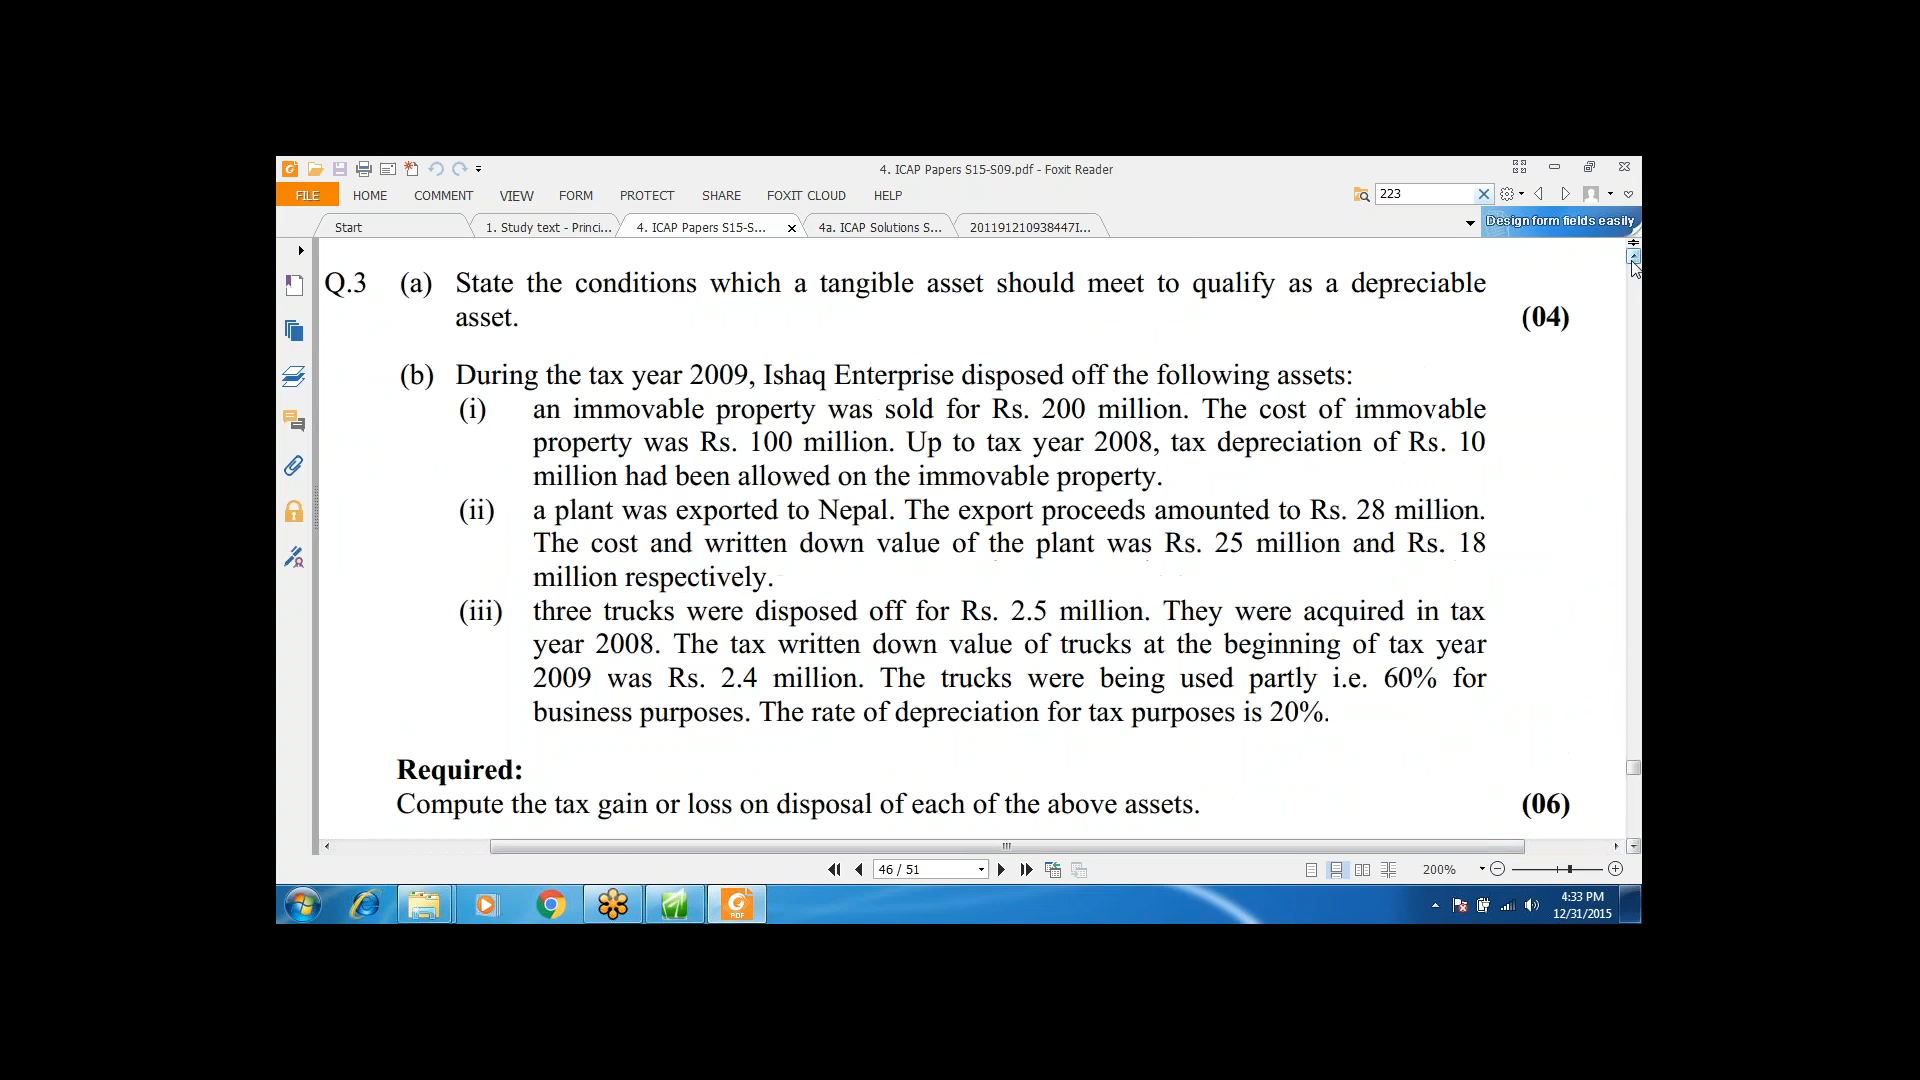 4. ICAP Papers S15-S09.pdf - Foxit Reader
FILE HOME COMMENT VIEW FORM PROTECT SHARE FOXIT CLOUD HELP
223
Start 1. Study text - Princi... 4. ICAP Papers S15-S... 4a. ICAP Solutions S... 201191210938447I...
Design form fields easily
Q.3 (a) State the conditions which a tangible asset should meet to qualify as a depreciable
asset. (04)
(b) During the tax year 2009, Ishaq Enterprise disposed off the following assets:
(i) an immovable property was sold for Rs. 200 million. The cost of immovable
property was Rs. 100 million. Up to tax year 2008, tax depreciation of Rs. 10
million had been allowed on the immovable property.
(ii) a plant was exported to Nepal. The export proceeds amounted to Rs. 28 million.
The cost and written down value of the plant was Rs. 25 million and Rs. 18
million respectively.
(iii) three trucks were disposed off for Rs. 2.5 million. They were acquired in tax
year 2008. The tax written down value of trucks at the beginning of tax year
2009 was Rs. 2.4 million. The trucks were being used partly i.e. 60% for
business purposes. The rate of depreciation for tax purposes is 20%.
Required:
Compute the tax gain or loss on disposal of each of the above assets. (06)
46 / 51
200%
PDF
4:33 PM
12/31/2015